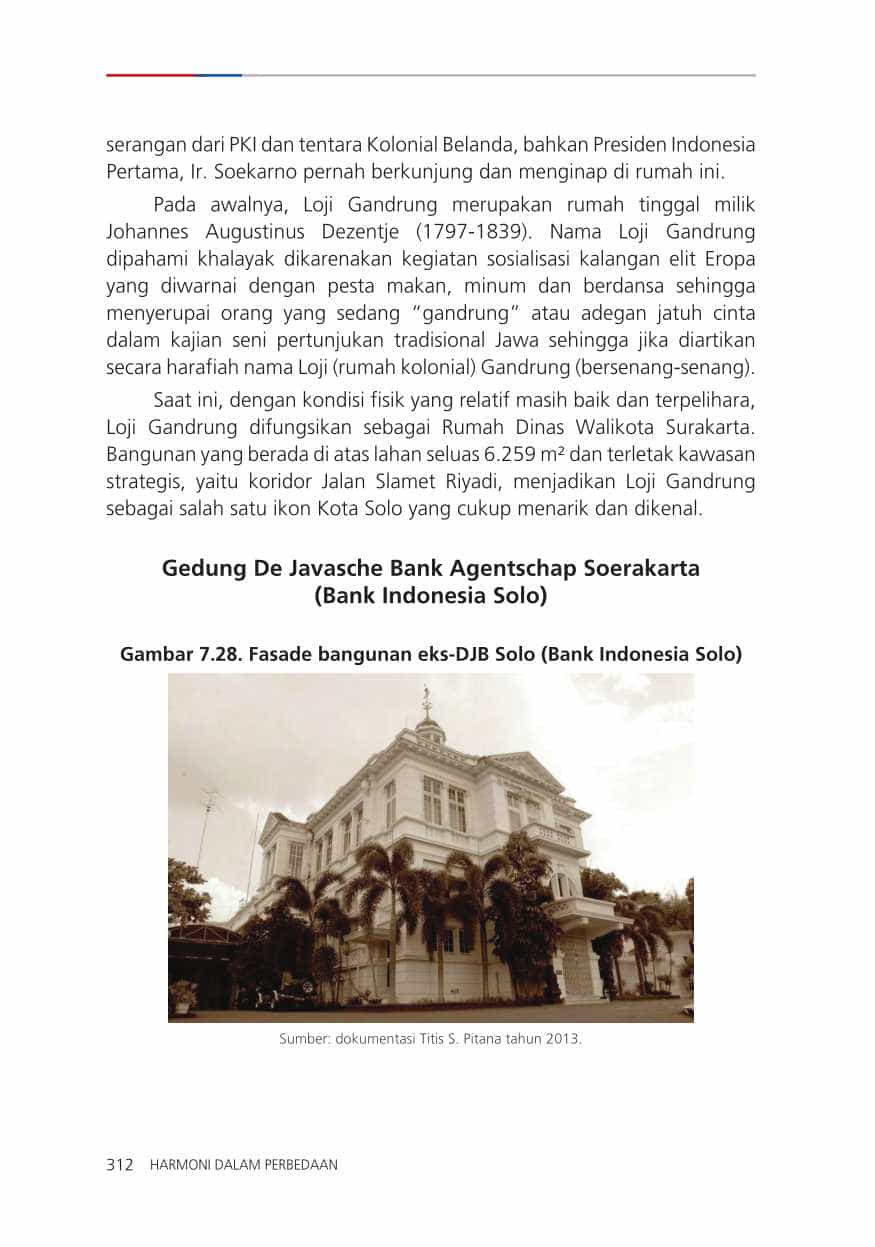 serangan dari PKI dan tentara Kolonial Belanda, bahkan Presiden Indonesia
Pertama, Ir. Soekarno pernah berkunjung dan menginap di rumah ini.
Pada awalnya, Loji Gandrung merupakan rumah tinggal milik
Johannes Augustinus Dezentje (1797-1839). Nama Loji Gandrung
dipahami khalayak dikarenakan kegiatan sosialisasi kalangan elit Eropa
yang diwarnai dengan pesta makan, minum dan berdansa sehingga
menyerupai orang yang sedang “gandrung” atau adegan jatuh cinta
dalam kajian seni pertunjukan tradisional Jawa sehingga jika diartikan
secara harafiah nama Loji (rumah kolonial) Gandrung (bersenang-senang).
Saat ini, dengan kondisi fisik yang relatif masih baik dan terpelihara,
Loji Gandrung difungsikan sebagai Rumah Dinas Walikota Surakarta.
Bangunan yang berada di atas lahan seluas 6.259 m² dan terletak kawasan
strategis, yaitu koridor Jalan Slamet Riyadi, menjadikan Loji Gandrung
sebagai salah satu ikon Kota Solo yang cukup menarik dan dikenal.
Gedung De Javasche Bank Agentschap Soerakarta
(Bank Indonesia Solo)
Gambar 7.28. Fasade bangunan eks-DJB Solo (Bank Indonesia Solo)
Sumber: dokumentasi Titis S. Pitana tahun 2013.
312 HARMONI DALAM PERBEDAAN